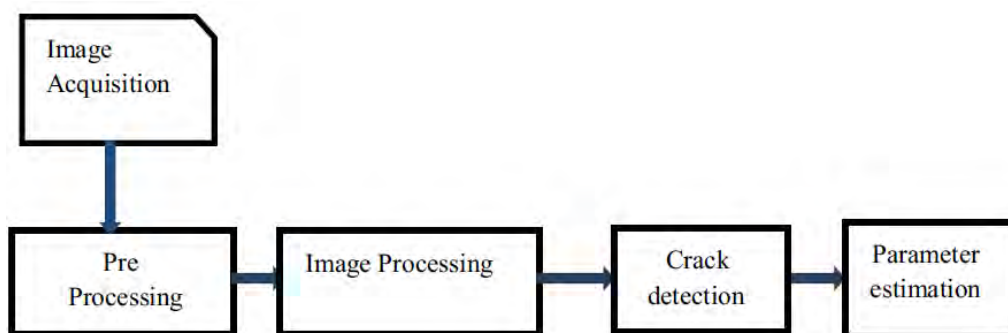 Image
Acquisition
Pre
Processing
Image Processing
Crack
detection
Parameter
estimation